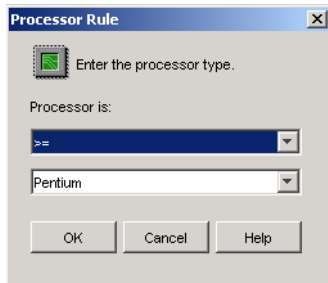 Processor Rule
Enter the processor type.
Processor is:
>=
Pentium
OK Cancel Help